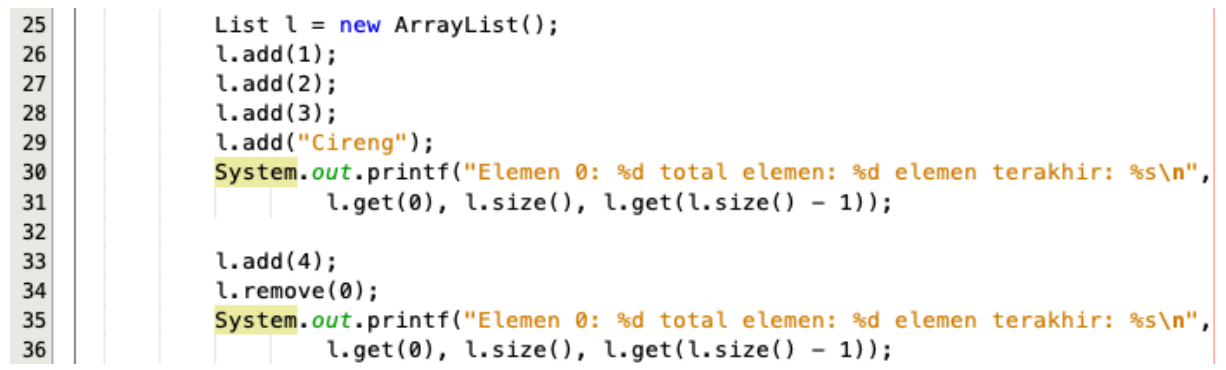 25 List l = new ArrayList();
26 l.add(1);
27 l.add(2);
28 l.add(3);
29 l.add("Cireng");
30 System.out.printf("Elemen 0: %d total elemen: %d elemen terakhir: %s\n",
31 l.get(0), l.size(), l.get(l.size() - 1));
32
33 l.add(4);
34 l.remove(0);
35 System.out.printf("Elemen 0: %d total elemen: %d elemen terakhir: %s\n",
36 l.get(0), l.size(), l.get(l.size() - 1));